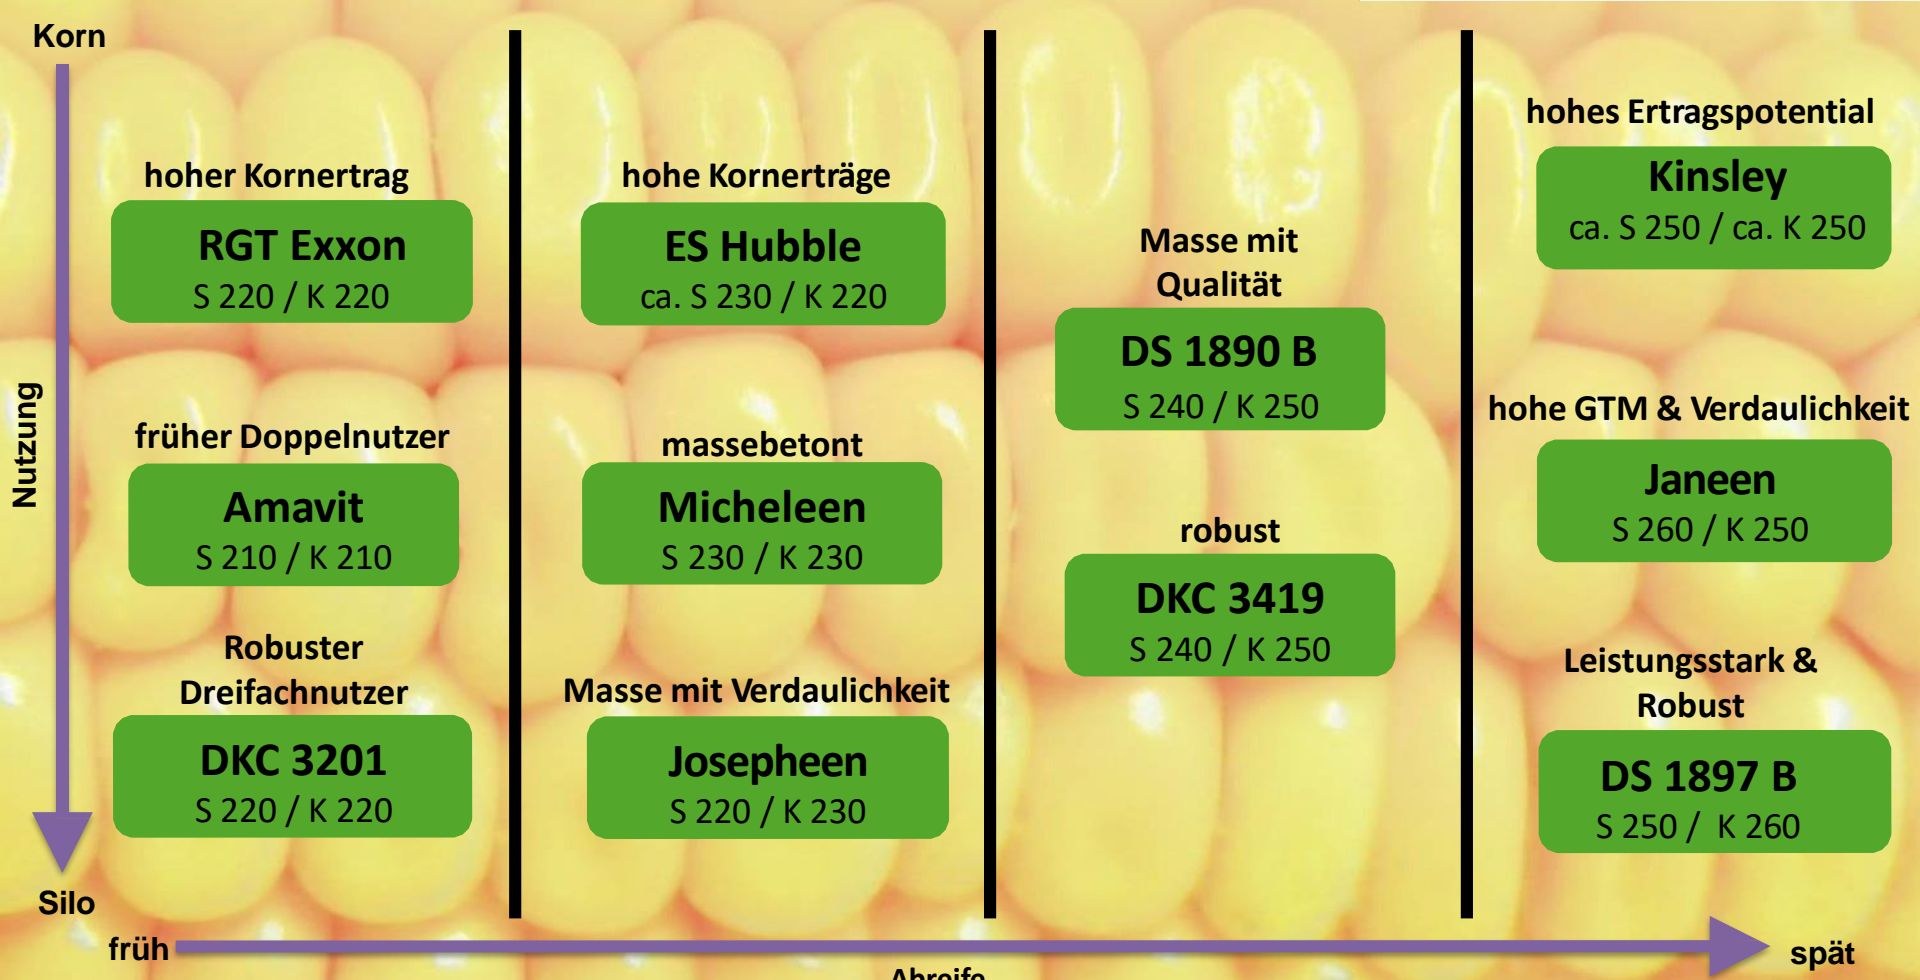 Korn
Nutzung
Silo
hoher Kornertrag
RGT Exxon
S 220 / K 220
früher Doppelnutzer
Amavit
S 210 / K 210
Robuster
Dreifachnutzer
DKC 3201
S 220 / K 220
hohe Kornerträge
ES Hubble
ca. S 230 / K 220
massebetont
Micheleen
S 230 / K 230
Masse mit Verdaulichkeit
Josepheen
S 220 / K 230
Masse mit
Qualität
DS 1890 B
S 240 / K 250
robust
DKC 3419
S 240 / K 250
hohes Ertragspotential
Kinsley
ca. S 250 / ca. K 250
hohe GTM & Verdaulichkeit
Janeen
S 260 / K 250
Leistungsstark &
Robust
DS 1897 B
S 250 / K 260
früh
Abreife
spät